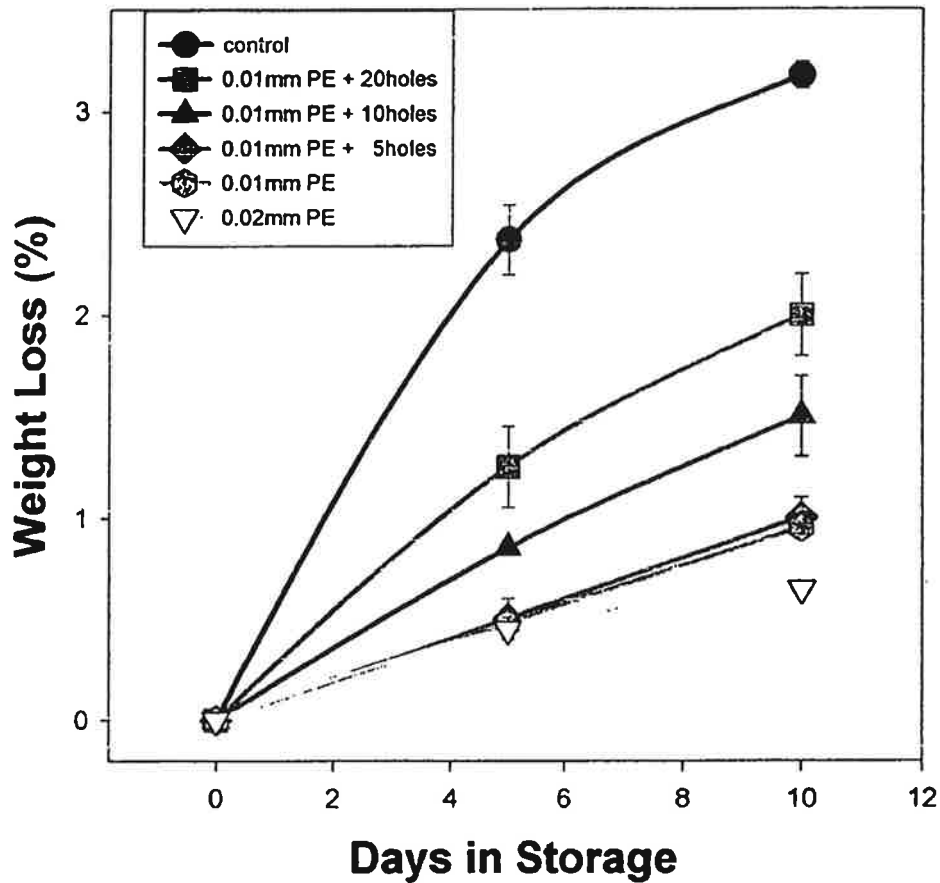 control
0.01mm PE + 20holes
0.01mm PE + 10holes
0.01mm PE + 5holes
0.01mm PE
0.02mm PE
Weight Loss (%)
3
2
1
0
0 2 4 6 8 10 12
Days in Storage